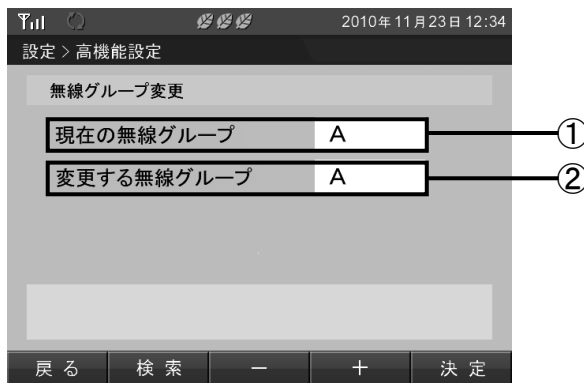 2010年11月23日 12:34
設定 > 高機能設定
無線グループ変更
現在の無線グループ A ①
変更する無線グループ A ②
戻る 検索 − + 決定